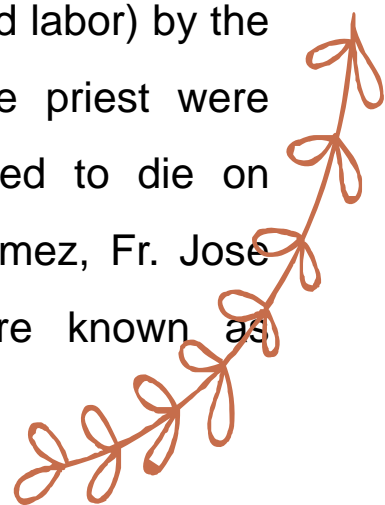 d labor) by the
e priest were
ed to die on
mez, Fr. Jose
re known as